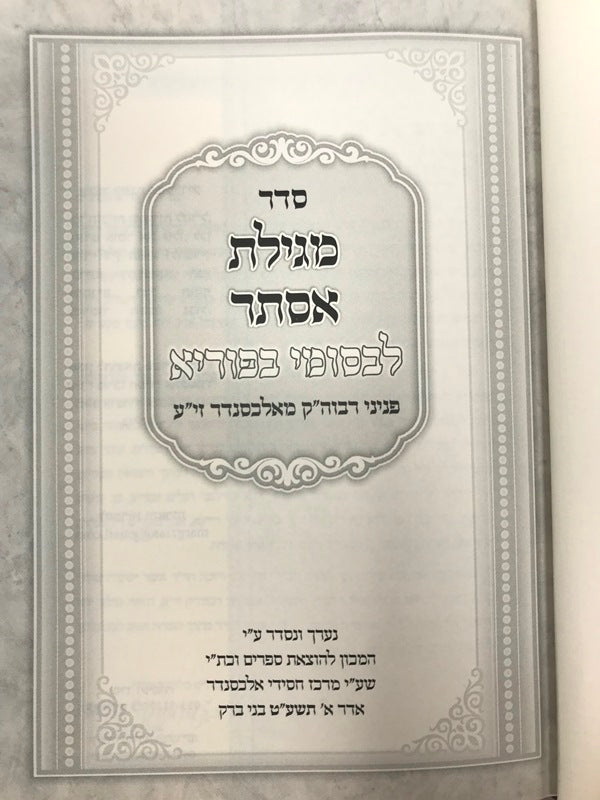 סדר
מגילת
אסתר
לבסומי בפוריא
פניני רבוה"ק מאלכסנדר זי"ע
נערך ונסדר ע"י
המכון להוצאת ספרים וכת"י
שע"י מרכז חסידי אלכסנדר
אדר א' תשע"ט בני ברק